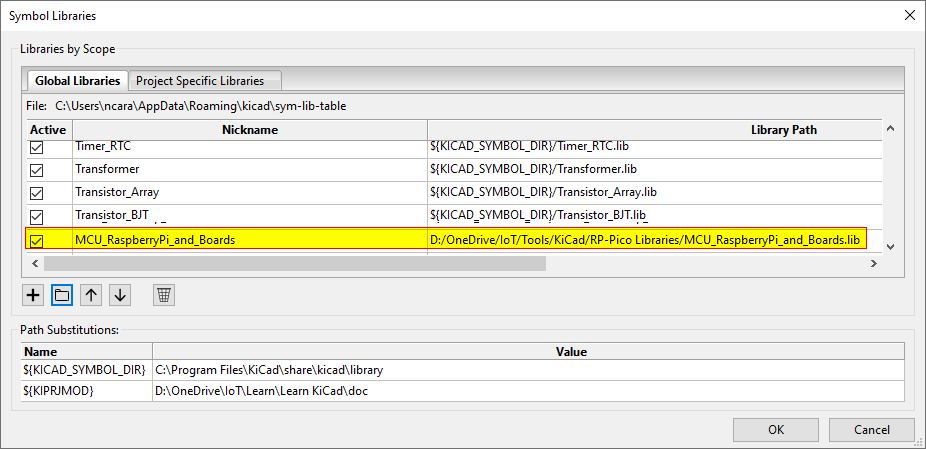 Symbol Libraries
Libraries by Scope
Global Libraries Project Specific Libraries
File: C:\Users\ncara\AppData\Roaming\kicad\sym-lib-table
Active Nickname Library Path
Timer_RTC ${KICAD_SYMBOL_DIR}/Timer_RTC.lib
Transformer ${KICAD_SYMBOL_DIR}/Transformer.lib
Transistor_Array ${KICAD_SYMBOL_DIR}/Transistor_Array.lib
Transistor_BJT ${KICAD_SYMBOL_DIR}/Transistor_BJT.lib
MCU_RaspberryPi_and_Boards D:/OneDrive/IoT/Tools/KiCad/RP-Pico Libraries/MCU_RaspberryPi_and_Boards.lib
Path Substitutions:
Name Value
${KICAD_SYMBOL_DIR} C:\Program Files\KiCad\share\kicad\library
${KIPRJMOD} D:\OneDrive\IoT\Learn\Learn KiCad\doc
OK Cancel